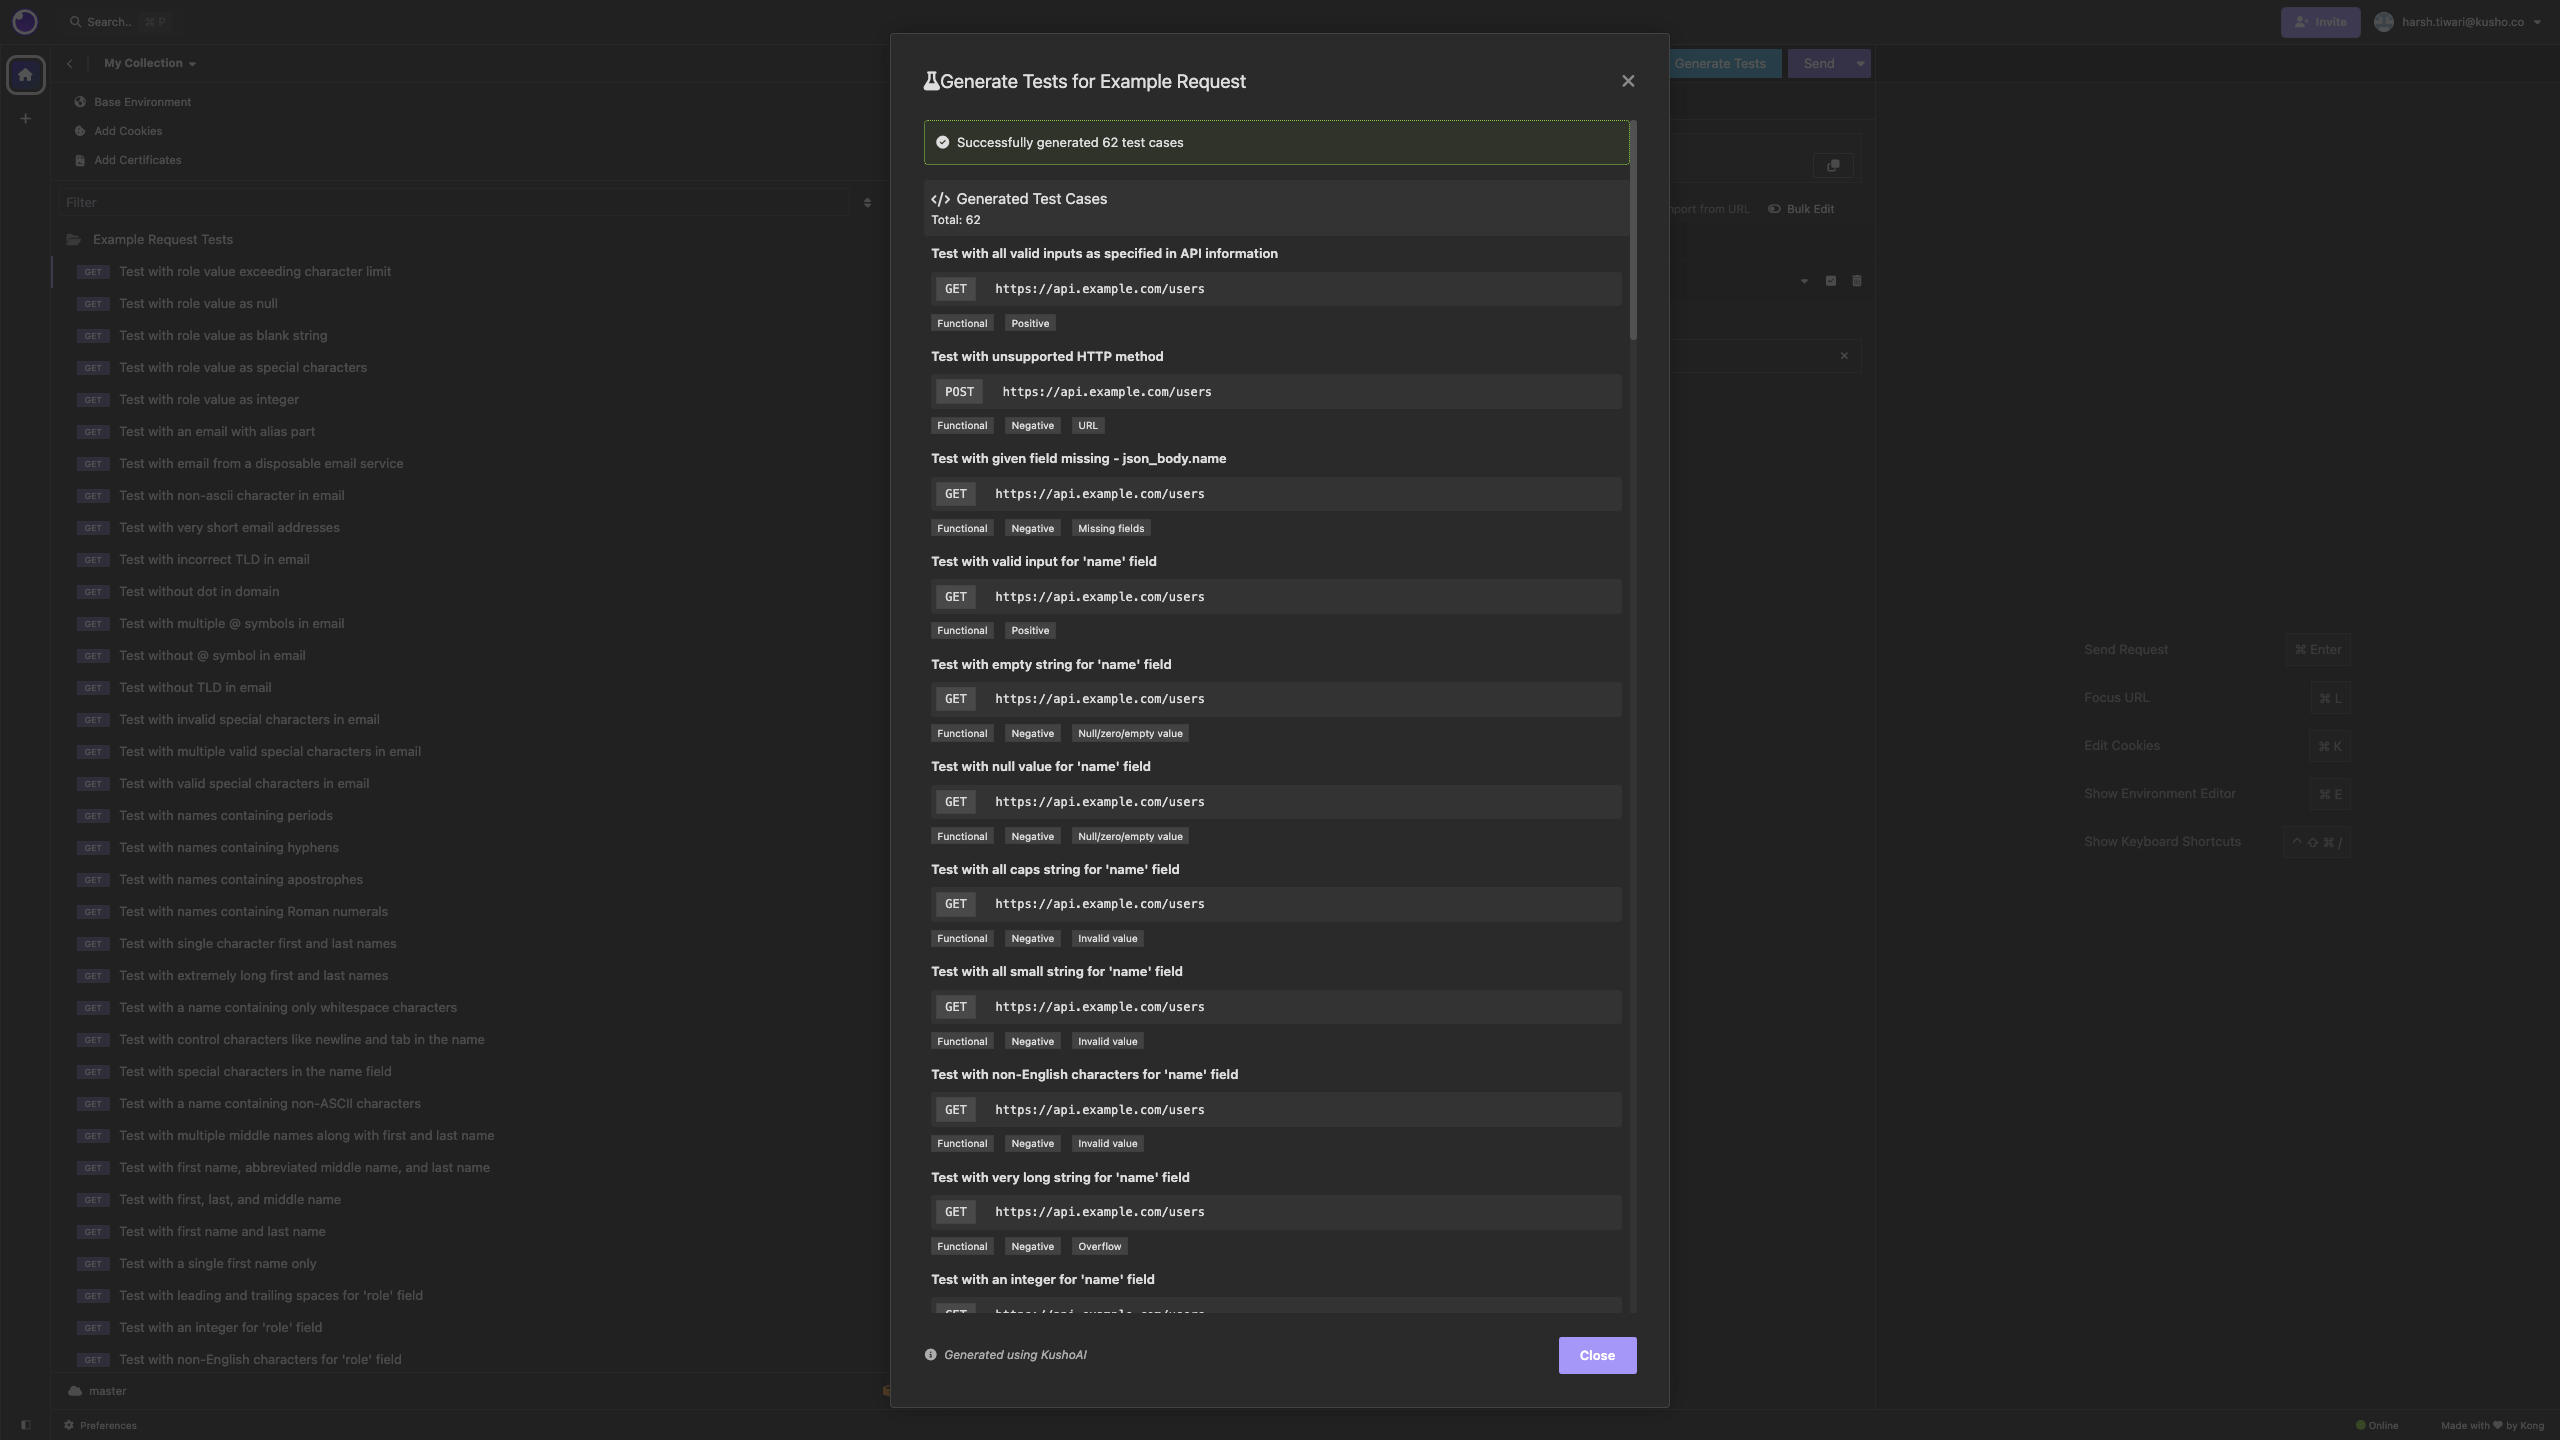 Search..
⌘ P
Invite
harsh.tiwari@kusho.co
My Collection
Generate Tests
Send
Base Environment
Add Cookies
Add Certificates
Filter
Example Request Tests
GET Test with role value exceeding character limit
GET Test with role value as null
GET Test with role value as blank string
GET Test with role value as special characters
GET Test with role value as integer
GET Test with an email with alias part
GET Test with email from a disposable email service
GET Test with non-ascii character in email
GET Test with very short email addresses
GET Test with incorrect TLD in email
GET Test without dot in domain
GET Test with multiple @ symbols in email
GET Test without @ symbol in email
GET Test without TLD in email
GET Test with invalid special characters in email
GET Test with multiple valid special characters in email
GET Test with valid special characters in email
GET Test with names containing periods
GET Test with names containing hyphens
GET Test with names containing apostrophes
GET Test with names containing Roman numerals
GET Test with single character first and last names
GET Test with extremely long first and last names
GET Test with a name containing only whitespace characters
GET Test with control characters like newline and tab in the name
GET Test with special characters in the name field
GET Test with a name containing non-ASCII characters
GET Test with multiple middle names along with first and last name
GET Test with first name, abbreviated middle name, and last name
GET Test with first, last, and middle name
GET Test with first name and last name
GET Test with a single first name only
GET Test with leading and trailing spaces for 'role' field
GET Test with an integer for 'role' field
GET Test with non-English characters for 'role' field
master
Preferences
Generate Tests for Example Request
Successfully generated 62 test cases
</> Generated Test Cases
Total: 62
Test with all valid inputs as specified in API information
GET https://api.example.com/users
Functional Positive
Test with unsupported HTTP method
POST https://api.example.com/users
Functional Negative URL
Test with given field missing - json_body.name
GET https://api.example.com/users
Functional Negative Missing fields
Test with valid input for 'name' field
GET https://api.example.com/users
Functional Positive
Test with empty string for 'name' field
GET https://api.example.com/users
Functional Negative Null/zero/empty value
Test with null value for 'name' field
GET https://api.example.com/users
Functional Negative Null/zero/empty value
Test with all caps string for 'name' field
GET https://api.example.com/users
Functional Negative Invalid value
Test with all small string for 'name' field
GET https://api.example.com/users
Functional Negative Invalid value
Test with non-English characters for 'name' field
GET https://api.example.com/users
Functional Negative Invalid value
Test with very long string for 'name' field
GET https://api.example.com/users
Functional Negative Overflow
Test with an integer for 'name' field
GET https://api.example.com/users
Generated using KushoAI
Close
from URL
Bulk Edit
Send Request ⌘ Enter
Focus URL ⌘ L
Edit Cookies ⌘ K
Show Environment Editor ⌘ E
Show Keyboard Shortcuts ⌃ ⇧ ⌘ /
Online
Made with ♥ by Kong